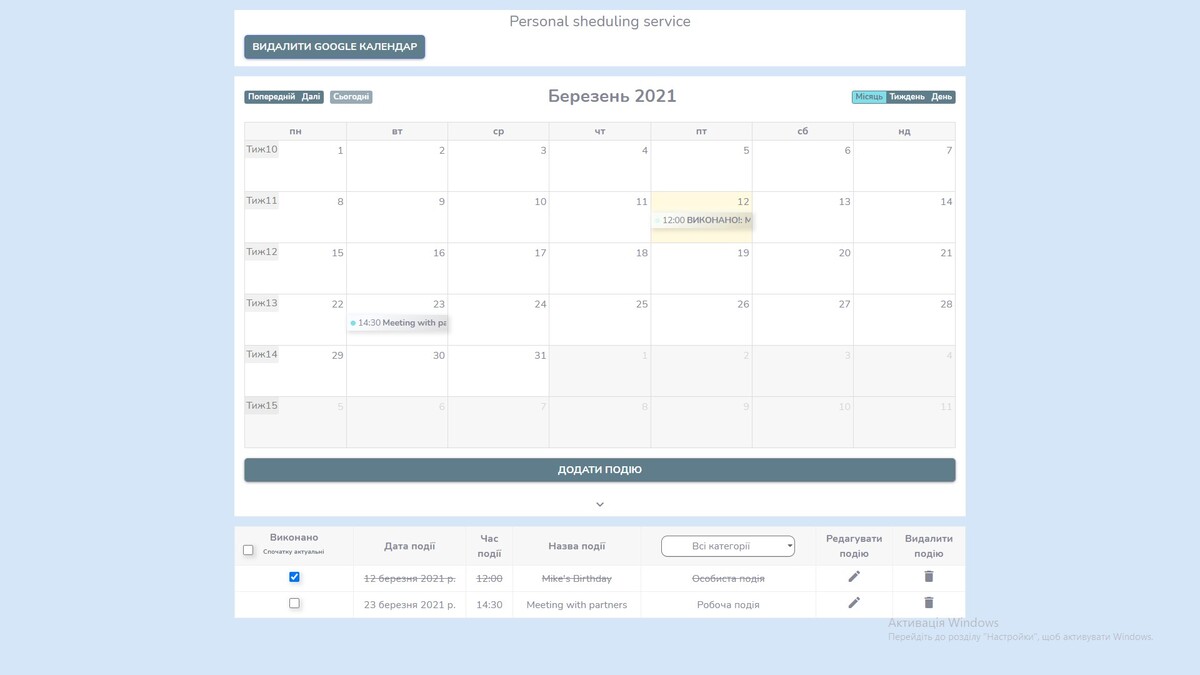 Personal sheduling service
ВИДАЛИТИ GOOGLE КАЛЕНДАР
Попередній Далі Сьогодні
Березень 2021
Місяць Тиждень День
пн вт ср чт пт сб нд
Тиж10 1 2 3 4 5 6 7
Тиж11 8 9 10 11 12 13 14
12:00 ВИКОНАНО!: М
Тиж12 15 16 17 18 19 20 21
Тиж13 22 23 24 25 26 27 28
14:30 Meeting with pa
Тиж14 29 30 31 1 2 3 4
Тиж15 5 6 7 8 9 10 11
ДОДАТИ ПОДІЮ
Виконано
Спочатку актуальні
Дата події
Час
події
Назва події
Всі категорії
Редагувати
подію
Видалити
подію
12 березня 2021 р. 12:00 Mike's Birthday Особиста подія
23 березня 2021 р. 14:30 Meeting with partners Робоча подія
Активація Windows
Перейдіть до розділу "Настройки", щоб активувати Windows.